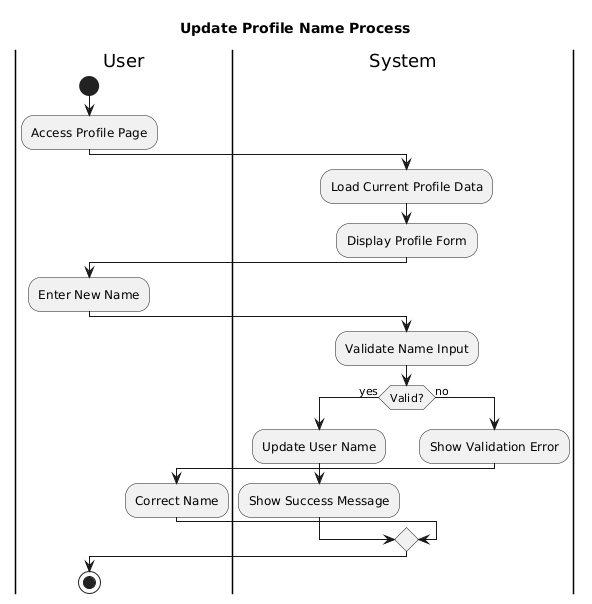 Update Profile Name Process
User
System
Access Profile Page
Load Current Profile Data
Display Profile Form
Enter New Name
Validate Name Input
yes
Valid?
no
Update User Name
Show Validation Error
Correct Name
Show Success Message